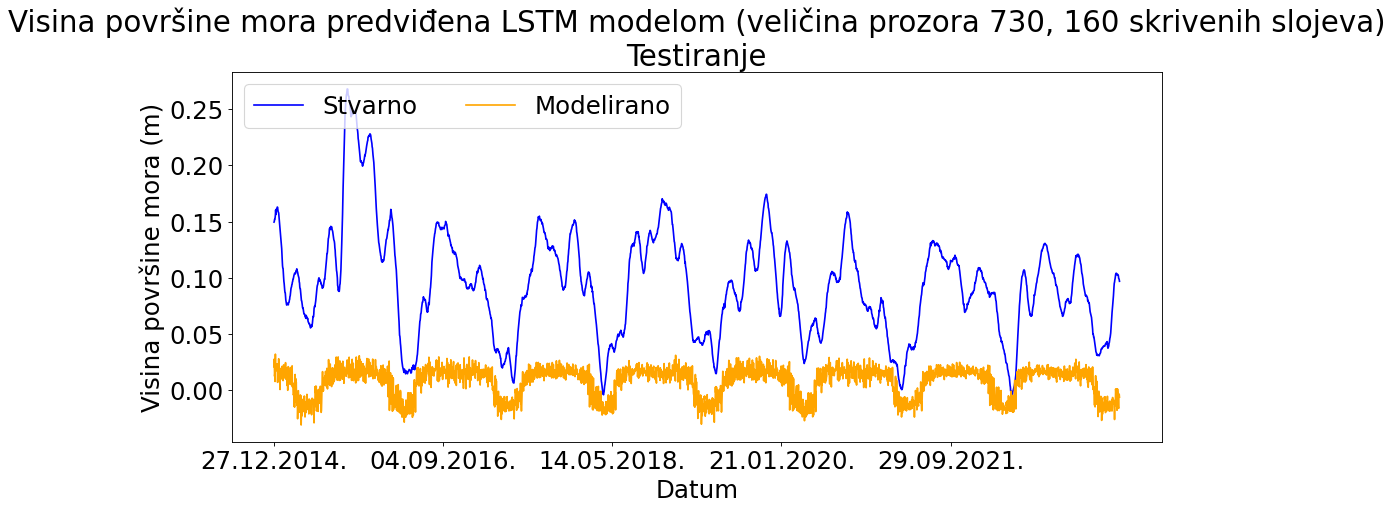 Visina površine mora predviđena LSTM modelom (veličina prozora 730, 160 skrivenih slojeva)
Testiranje
Stvarno
Modelirano
Visina površine mora (m)
0.25
0.20
0.15
0.10
0.05
0.00
27.12.2014.
04.09.2016.
14.05.2018.
21.01.2020.
29.09.2021.
Datum